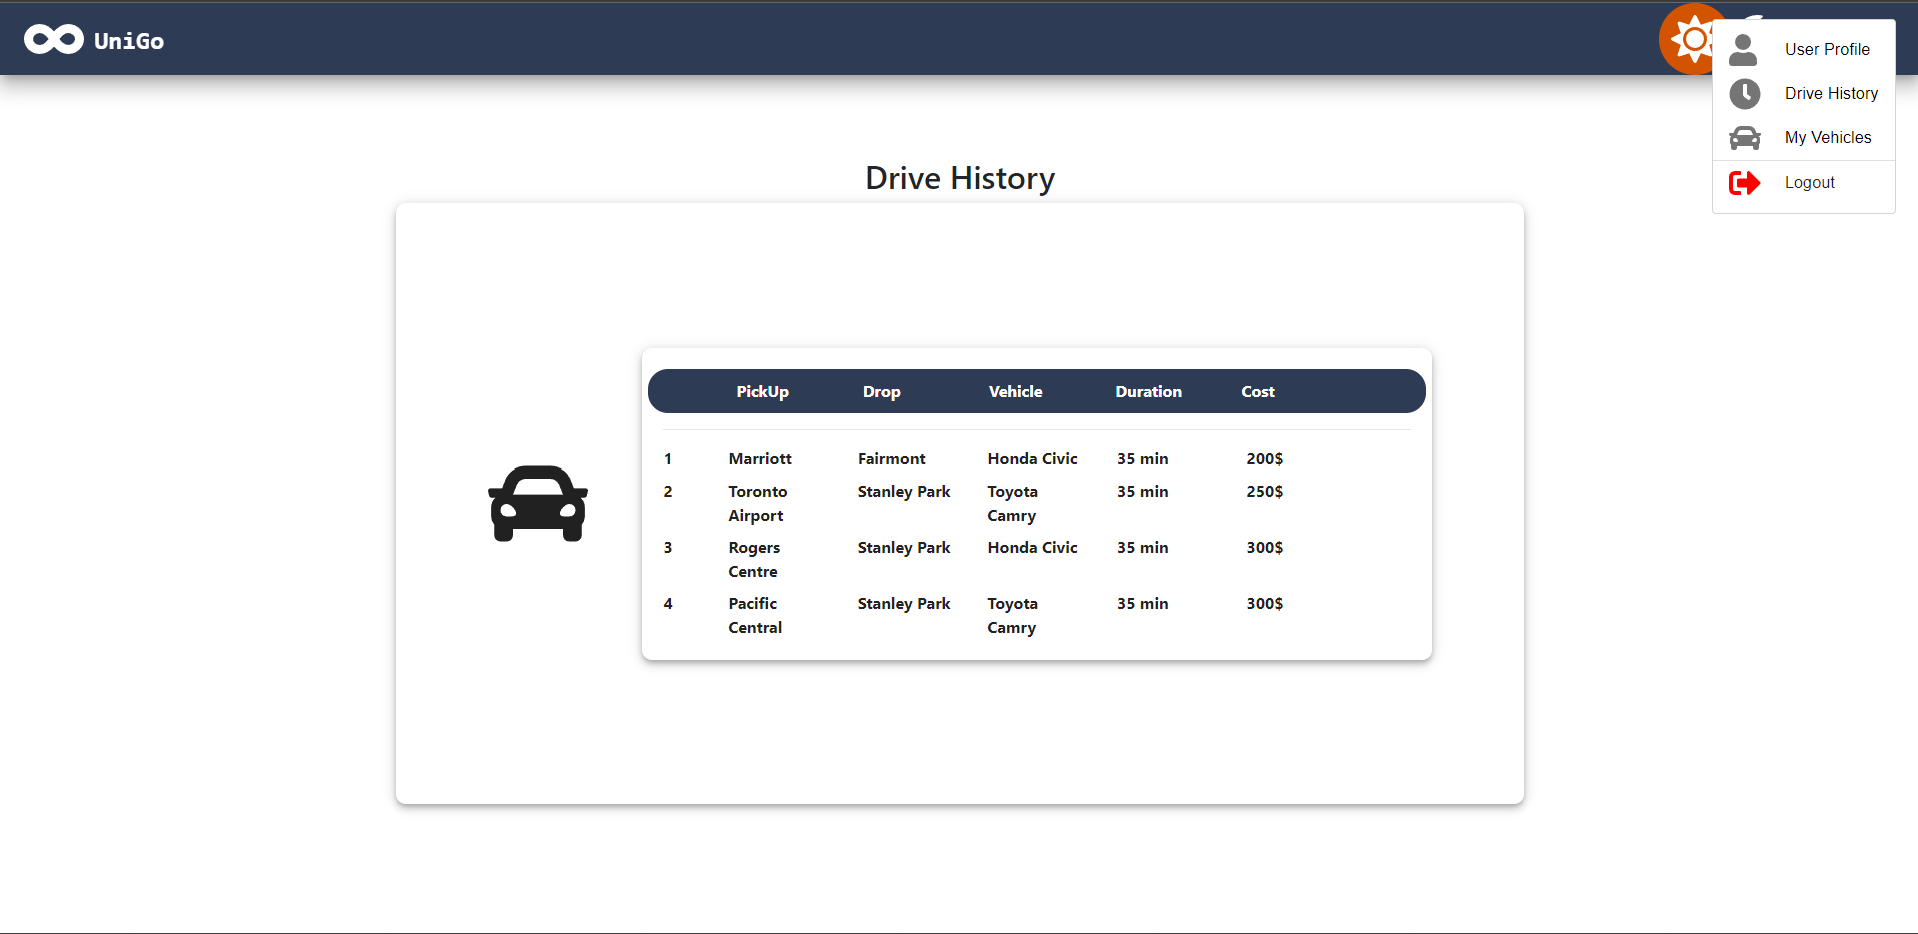 UniGo
User Profile
Drive History
My Vehicles
Logout
Drive History
PickUp Drop Vehicle Duration Cost
1 Marriott Fairmont Honda Civic 35 min 200$
2 Toronto Stanley Park Toyota 35 min 250$
Airport Camry
3 Rogers Stanley Park Honda Civic 35 min 300$
Centre
4 Pacific Stanley Park Toyota 35 min 300$
Central Camry